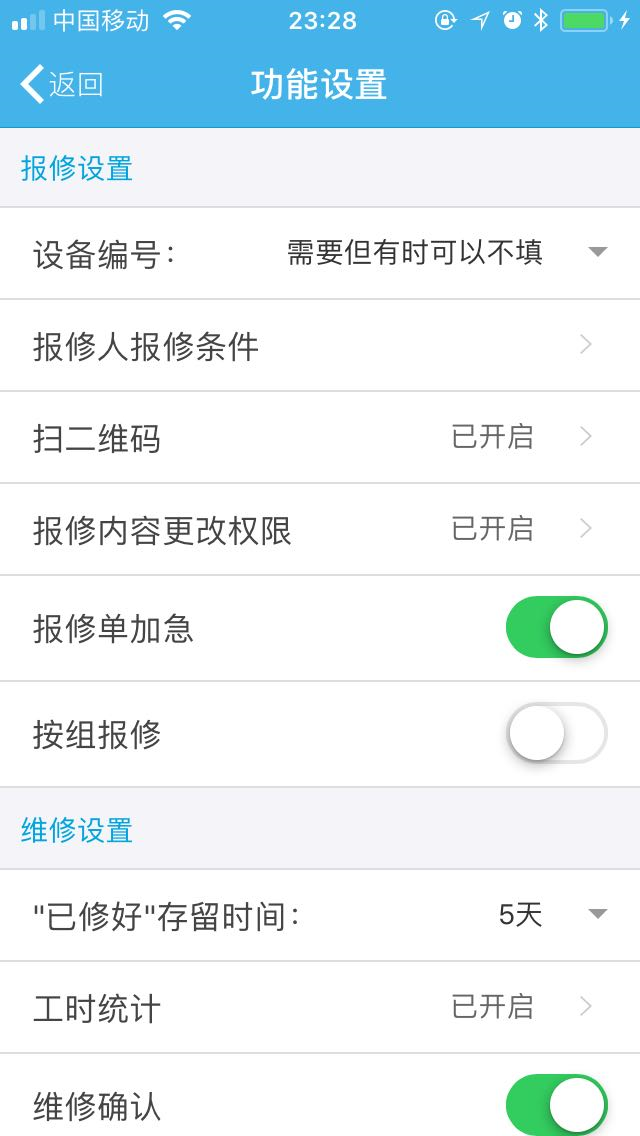 中国移动 23:28
返回 功能设置
报修设置
设备编号： 需要但有时可以不填
报修人报修条件
扫二维码 已开启
报修内容更改权限 已开启
报修单加急
按组报修
维修设置
"已修好"存留时间： 5天
工时统计 已开启
维修确认